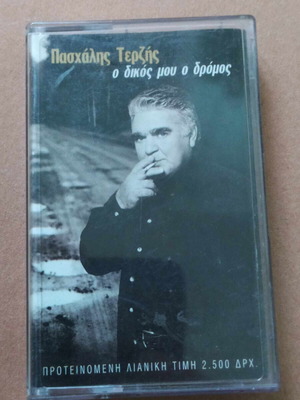 Πασχάλης Τερζής
ο δικός μου ο δρόμος
ΠΡΟΤΕΙΝΟΜΕΝΗ ΛΙΑΝΙΚΗ ΤΙΜΗ 2.500 ΔΡΧ.